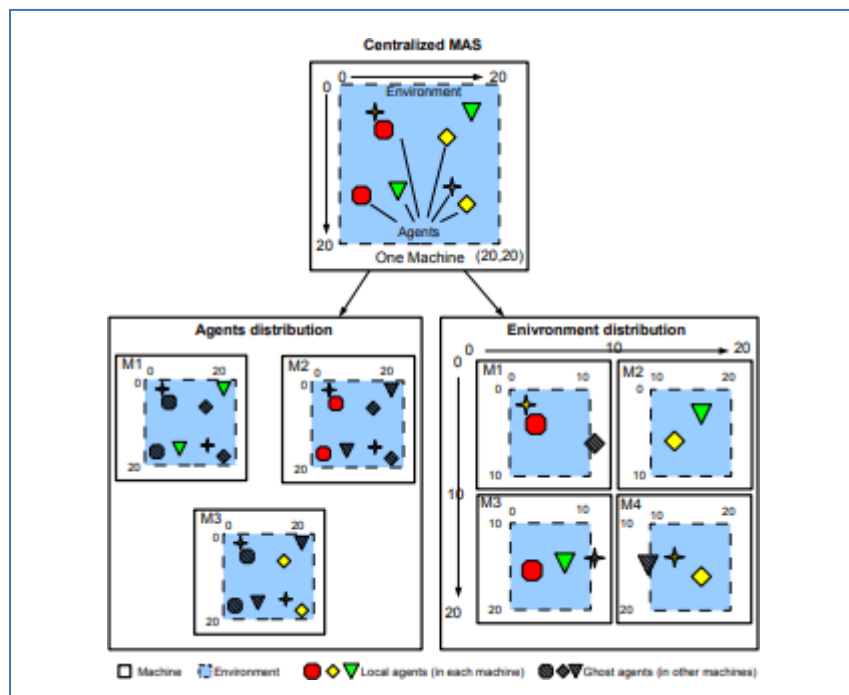 Centralized MAS
0 20
0
Environment
Agents
20
One Machine (20,20)
Agents distribution
M1
0 20
0
20
M2
0 20
0
20
M3
0 20
0
20
Enivronment distribution
0 10 20
0
10
20
M1
0 10
0
10
M2
10 20
0
10
M3
0 10
10
20
M4
10 20
10
20
Machine Environment Local agents (in each machine) Ghost agents (in other machines)